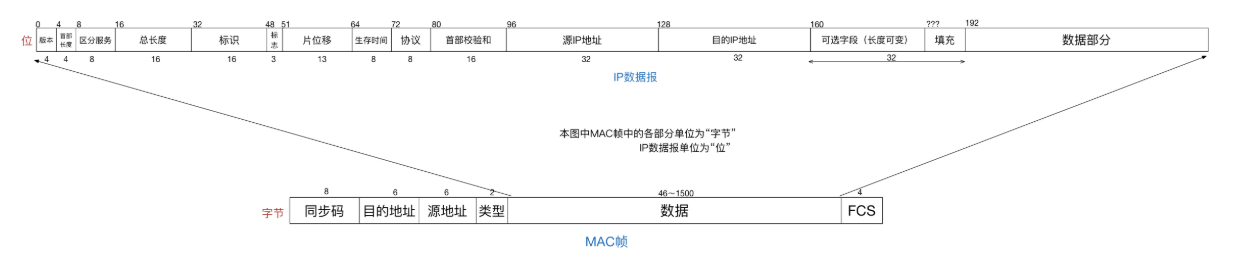 0 4 8 16 32 48 51 64 72 80 96 128 160 ??? 192
位 版本 首部长度 区分服务 总长度 标识 标志 片位移 生存时间 协议 首部校验和 源IP地址 目的IP地址 可选字段（长度可变） 填充 数据部分
4 4 8 16 16 3 13 8 8 16 32 32 32
IP数据报
本图中MAC帧中的各部分单位为“字节”
IP数据报单位为“位”
8 6 6 2 46～1500 4
字节 同步码 目的地址 源地址 类型 数据 FCS
MAC帧